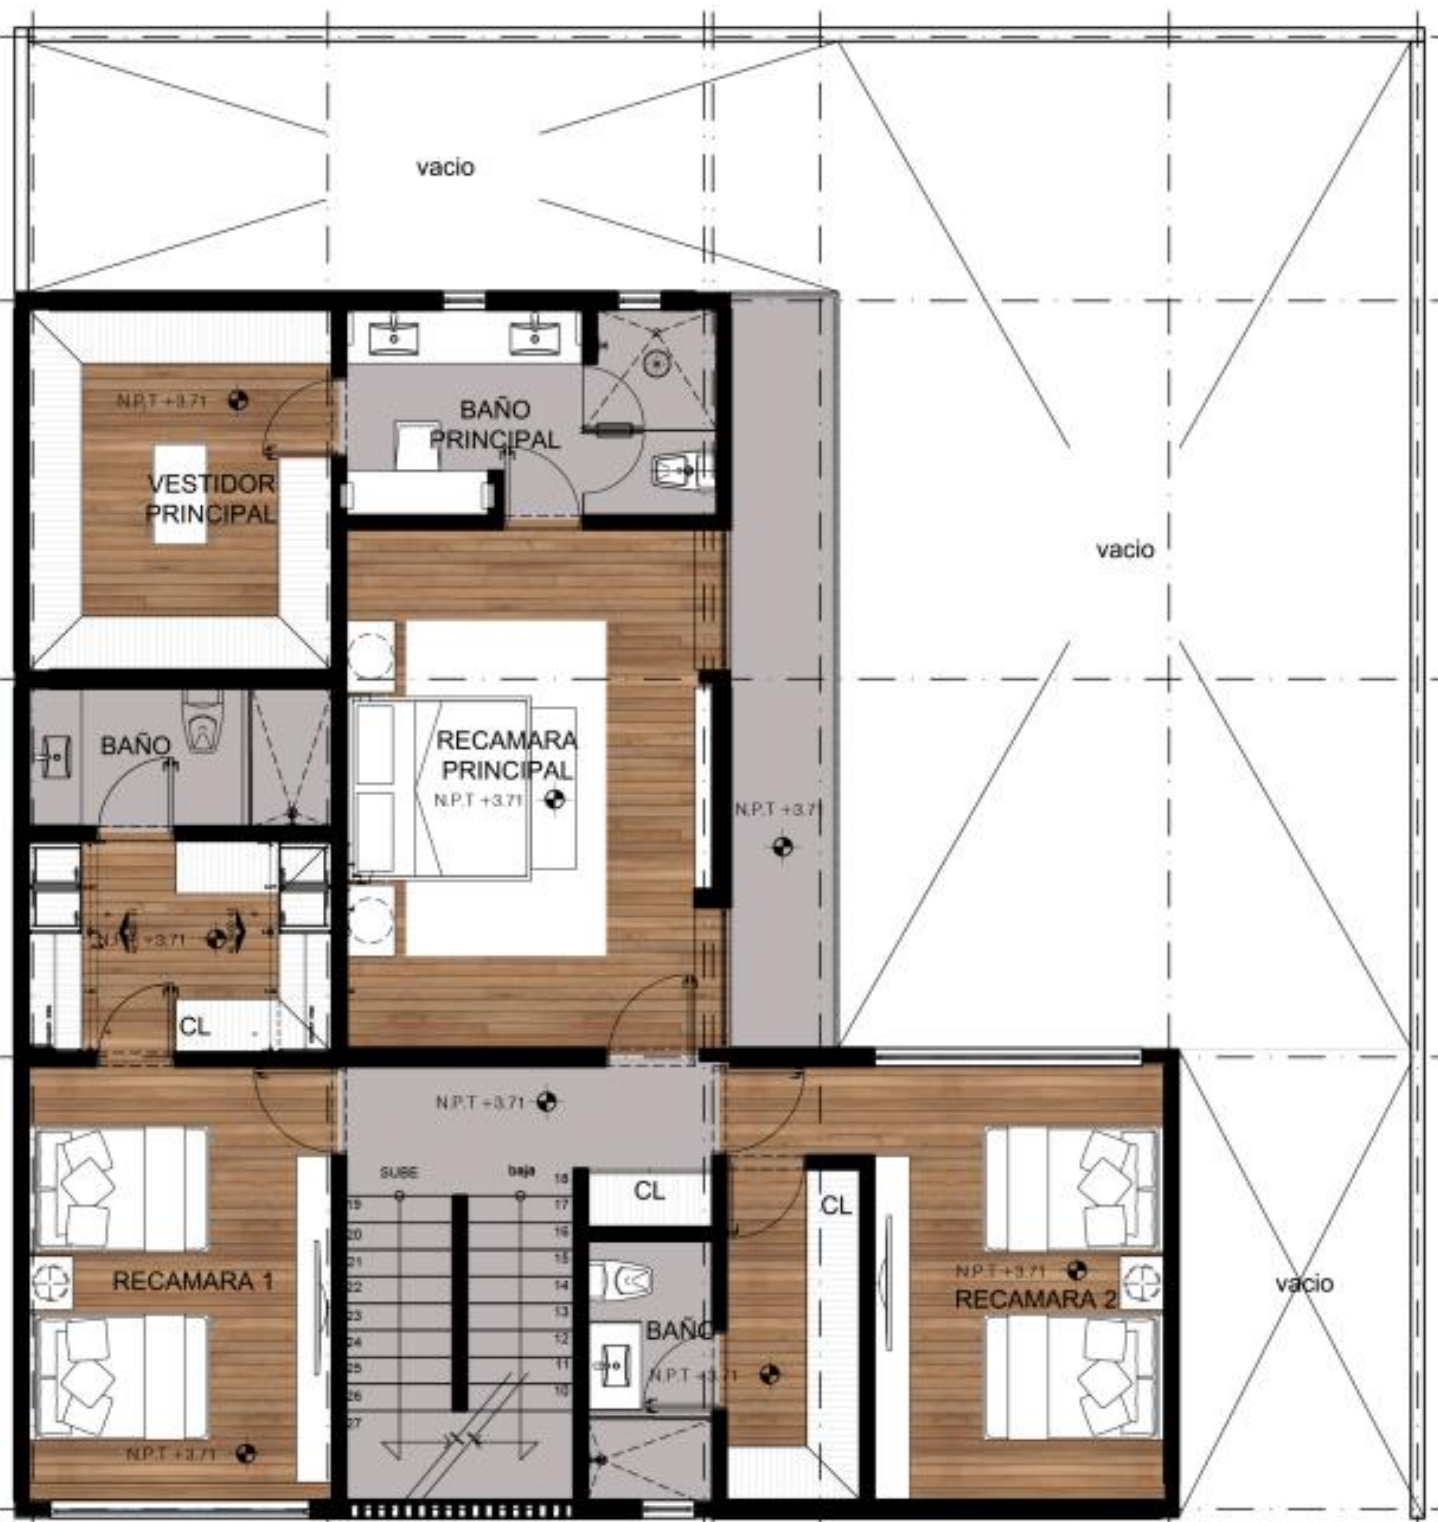 vacio
N.P.T +3.71
BAÑO
PRINCIPAL
VESTIDOR
PRINCIPAL
vacio
BAÑO
RECAMARA
PRINCIPAL
N.P.T +3.71
N.P.T +3.71
+3.71
CL
N.P.T +3.71
SUBE
baja
18
19
17
20
16
21
15
22
14
23
13
24
12
25
11
26
10
27
CL
CL
RECAMARA 1
N.P.T +3.71
RECAMARA 2
vacio
BAÑO
N.P.T +3.71
N.P.T +3.71